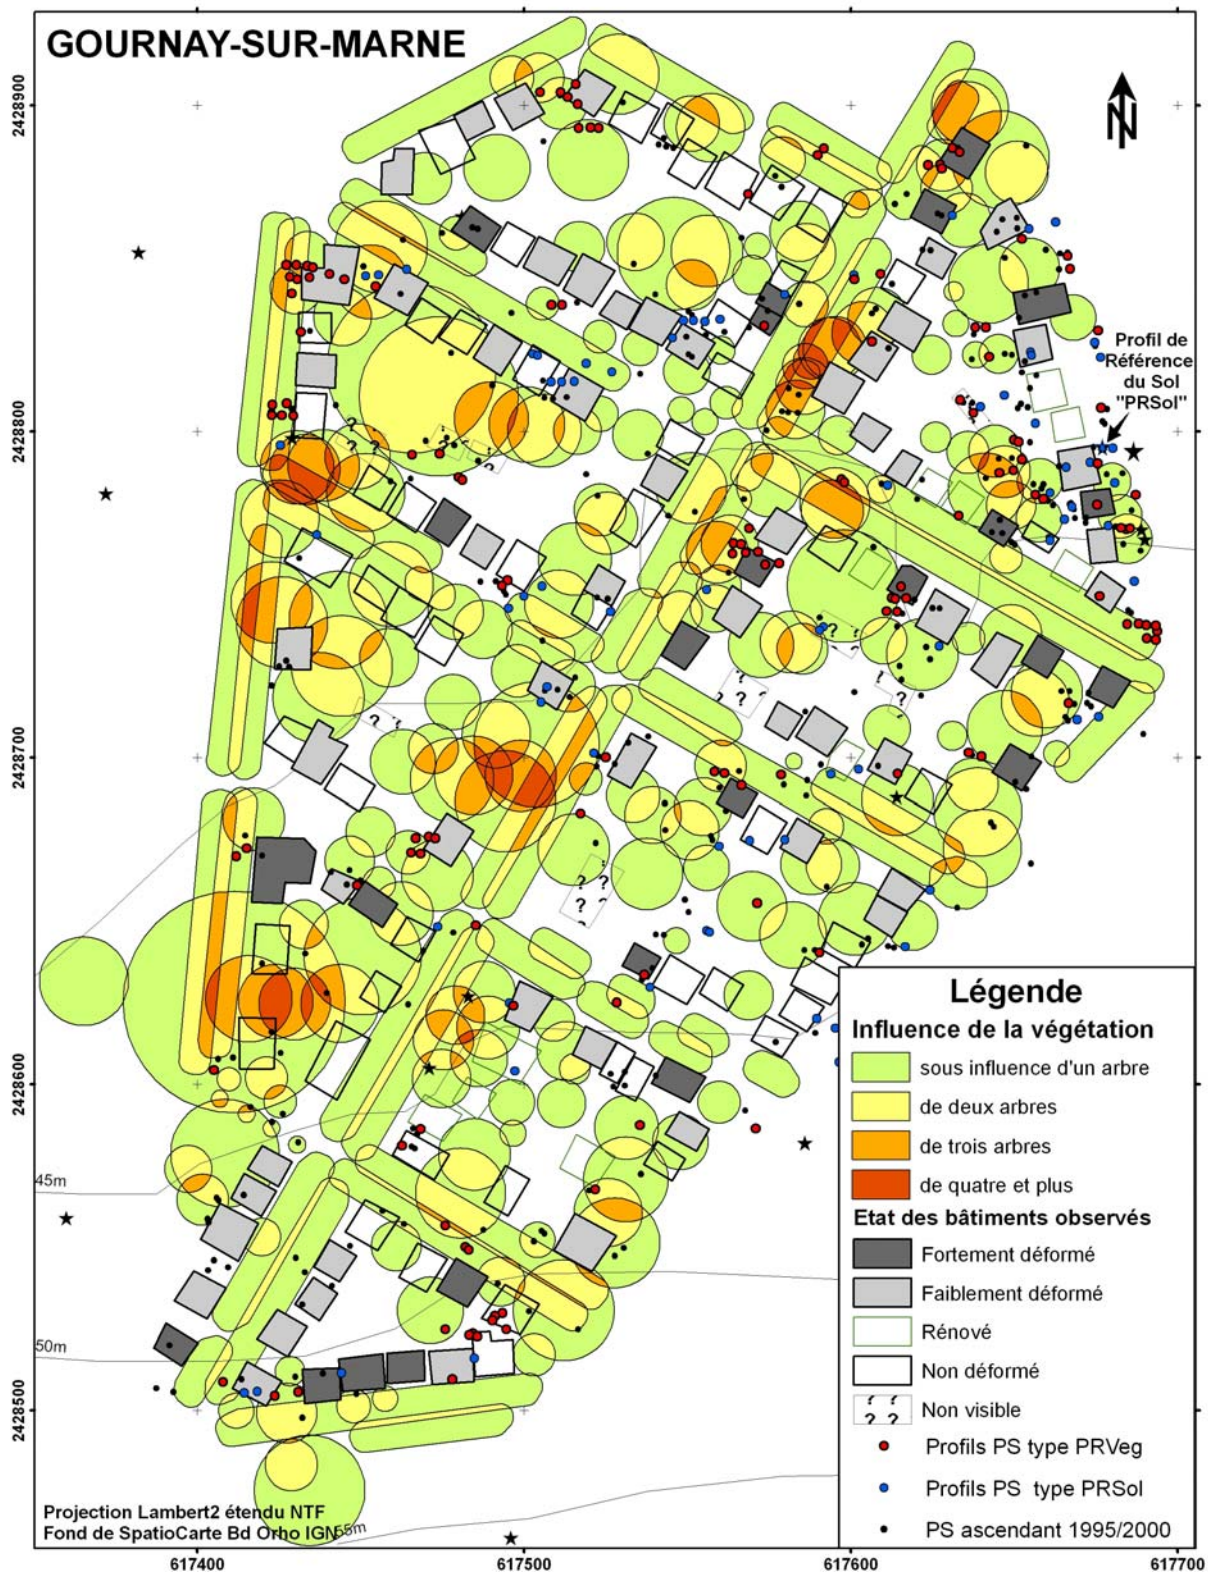 GOURNAY-SUR-MARNE
N
2428900
2428800
2428700
2428600
2428500
Profil de
Référence
du Sol
"PRSol"
? ? ?
? ?
?
? ?
? ? ?
? ?
? ?
? ?
? ?
?
45m
50m
55m
Légende
Influence de la végétation
sous influence d'un arbre
de deux arbres
de trois arbres
de quatre et plus
Etat des bâtiments observés
Fortement déformé
Faiblement déformé
Rénové
Non déformé
? ?
? ?
Non visible
Profils PS type PRVeg
Profils PS type PRSol
PS ascendant 1995/2000
Projection Lambert2 étendu NTF
Fond de SpatioCarte Bd Orho IGN
617400
617500
617600
617700